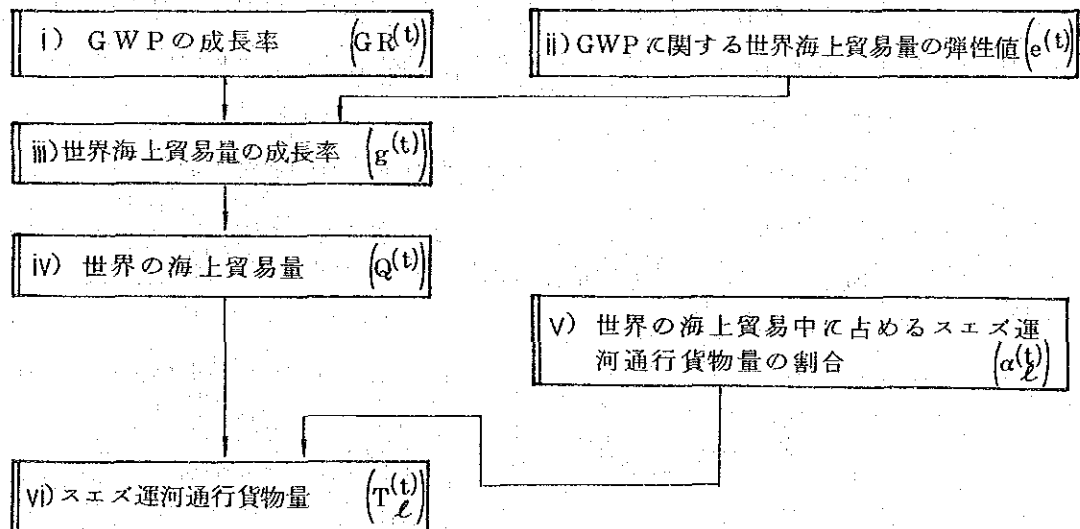 i) GWPの成長率 (GR(t))
ii)GWPに関する世界海上貿易量の弾性値(e(t))
iii)世界海上貿易量の成長率 (g(t))
iv) 世界の海上貿易量 (Q(t))
v) 世界の海上貿易中に占めるスエズ運
河通行貨物量の割合 (α(t)ℓ)
vi)スエズ運河通行貨物量 (T(t)ℓ)